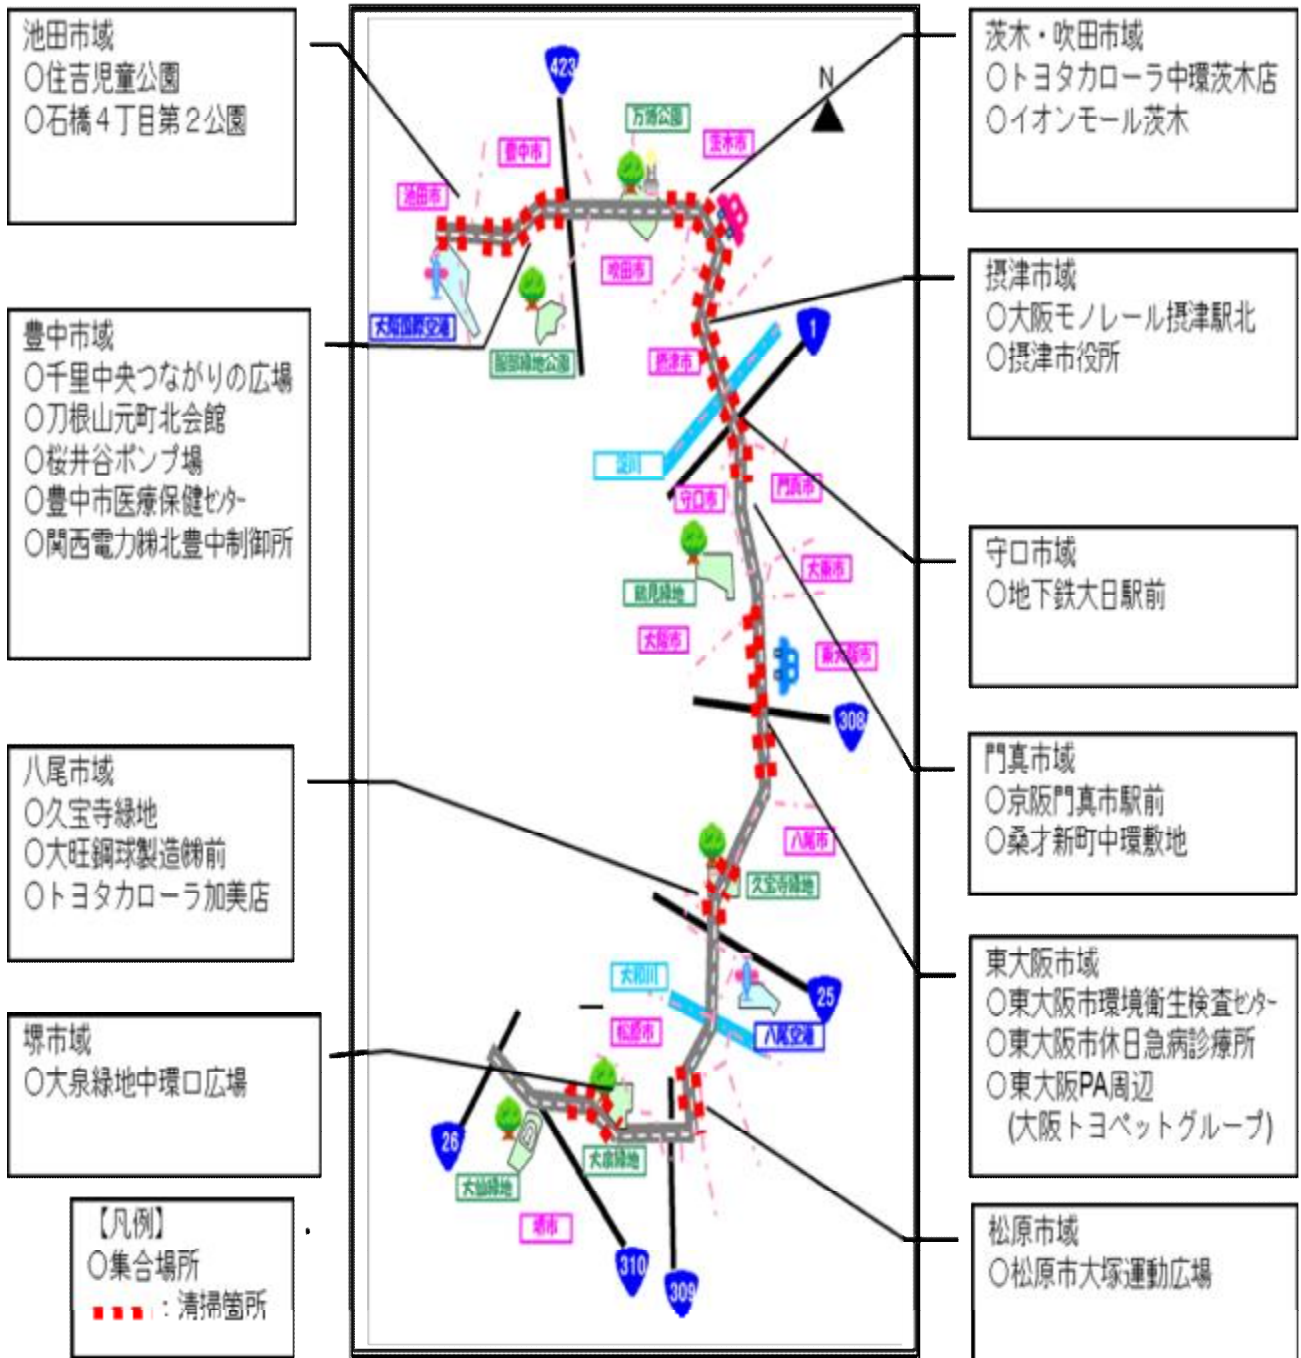 池田市域
○住吉児童公園
○石橋４丁目第２公園
豊中市域
○千里中央つながりの広場
○刀根山元町北会館
○桜井谷ポンプ場
○豊中市医療保健ｾﾝﾀｰ
○関西電力㈱北豊中制御所
八尾市域
○久宝寺緑地
○大旺鋼球製造㈱前
○トヨタカローラ加美店
堺市域
○大泉緑地中環口広場
【凡例】
○集合場所
：清掃箇所
423
N
万博公園
茨木市
豊中市
池田市
吹田市
大阪国際空港
服部緑地公園
摂津市
1
淀川
守口市
門真市
鶴見緑地
大東市
大阪市
東大阪市
308
八尾市
久宝寺緑地
大和川
25
松原市
八尾空港
26
大泉緑地
大仙緑地
堺市
310
309
茨木・吹田市域
○トヨタカローラ中環茨木店
○イオンモール茨木
摂津市域
○大阪モノレール摂津駅北
○摂津市役所
守口市域
○地下鉄大日駅前
門真市域
○京阪門真市駅前
○桑才新町中環敷地
東大阪市域
○東大阪市環境衛生検査ｾﾝﾀｰ
○東大阪市休日急病診療所
○東大阪PA周辺
(大阪トヨペットグループ)
松原市域
○松原市大塚運動広場